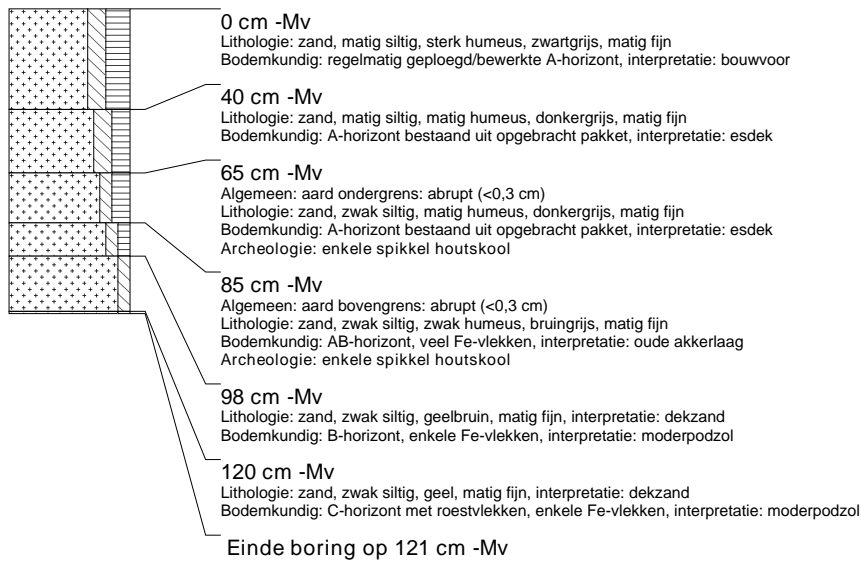 0 cm -Mv
Lithologie: zand, matig siltig, sterk humeus, zwartgrijs, matig fijn
Bodemkundig: regelmatig geploegd/bewerkte A-horizont, interpretatie: bouwvoor
40 cm -Mv
Lithologie: zand, matig siltig, matig humeus, donkergrijs, matig fijn
Bodemkundig: A-horizont bestaand uit opgebracht pakket, interpretatie: esdek
65 cm -Mv
Algemeen: aard ondergrens: abrupt (<0,3 cm)
Lithologie: zand, zwak siltig, matig humeus, donkergrijs, matig fijn
Bodemkundig: A-horizont bestaand uit opgebracht pakket, interpretatie: esdek
Archeologie: enkele spikkel houtskool
85 cm -Mv
Algemeen: aard bovengrens: abrupt (<0,3 cm)
Lithologie: zand, zwak siltig, zwak humeus, bruingrijs, matig fijn
Bodemkundig: AB-horizont, veel Fe-vlekken, interpretatie: oude akkerlaag
Archeologie: enkele spikkel houtskool
98 cm -Mv
Lithologie: zand, zwak siltig, geelbruin, matig fijn, interpretatie: dekzand
Bodemkundig: B-horizont, enkele Fe-vlekken, interpretatie: moderpodzol
120 cm -Mv
Lithologie: zand, zwak siltig, geel, matig fijn, interpretatie: dekzand
Bodemkundig: C-horizont met roestvlekken, enkele Fe-vlekken, interpretatie: moderpodzol
Einde boring op 121 cm -Mv